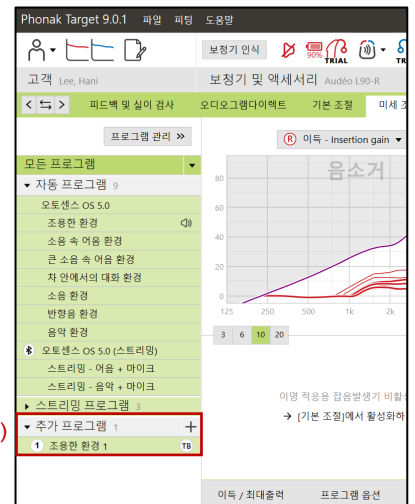 Phonak Target 9.0.1 파일 피팅 도움말
보청기 인식 90% TRIAL
고객 Lee, Hani 보청기 및 액세서리 Audéo L90-R
피드백 및 실이 검사 오디오그램다이렉트 기본 조절 미세 조
프로그램 관리
R 이득 - Insertion gain
모든 프로그램
음소거
자동 프로그램 9
오토센스 OS 5.0
조용한 환경
소음 속 어음 환경
큰 소음 속 어음 환경
차 안에서의 대화 환경
소음 환경
반향음 환경
음악 환경
오토센스 OS 5.0 (스트리밍)
스트리밍 - 어음 + 마이크
스트리밍 - 음악 + 마이크
스트리밍 프로그램 3
추가 프로그램 1 +
1 조용한 환경 1 TB
80
60
40
20
0
125 250 500 1k 2k
3 6 10 20
이명 적응용 잡음발생기 비활
→ [기본 조절]에서 활성화하
)
이득 / 최대출력 프로그램 옵션